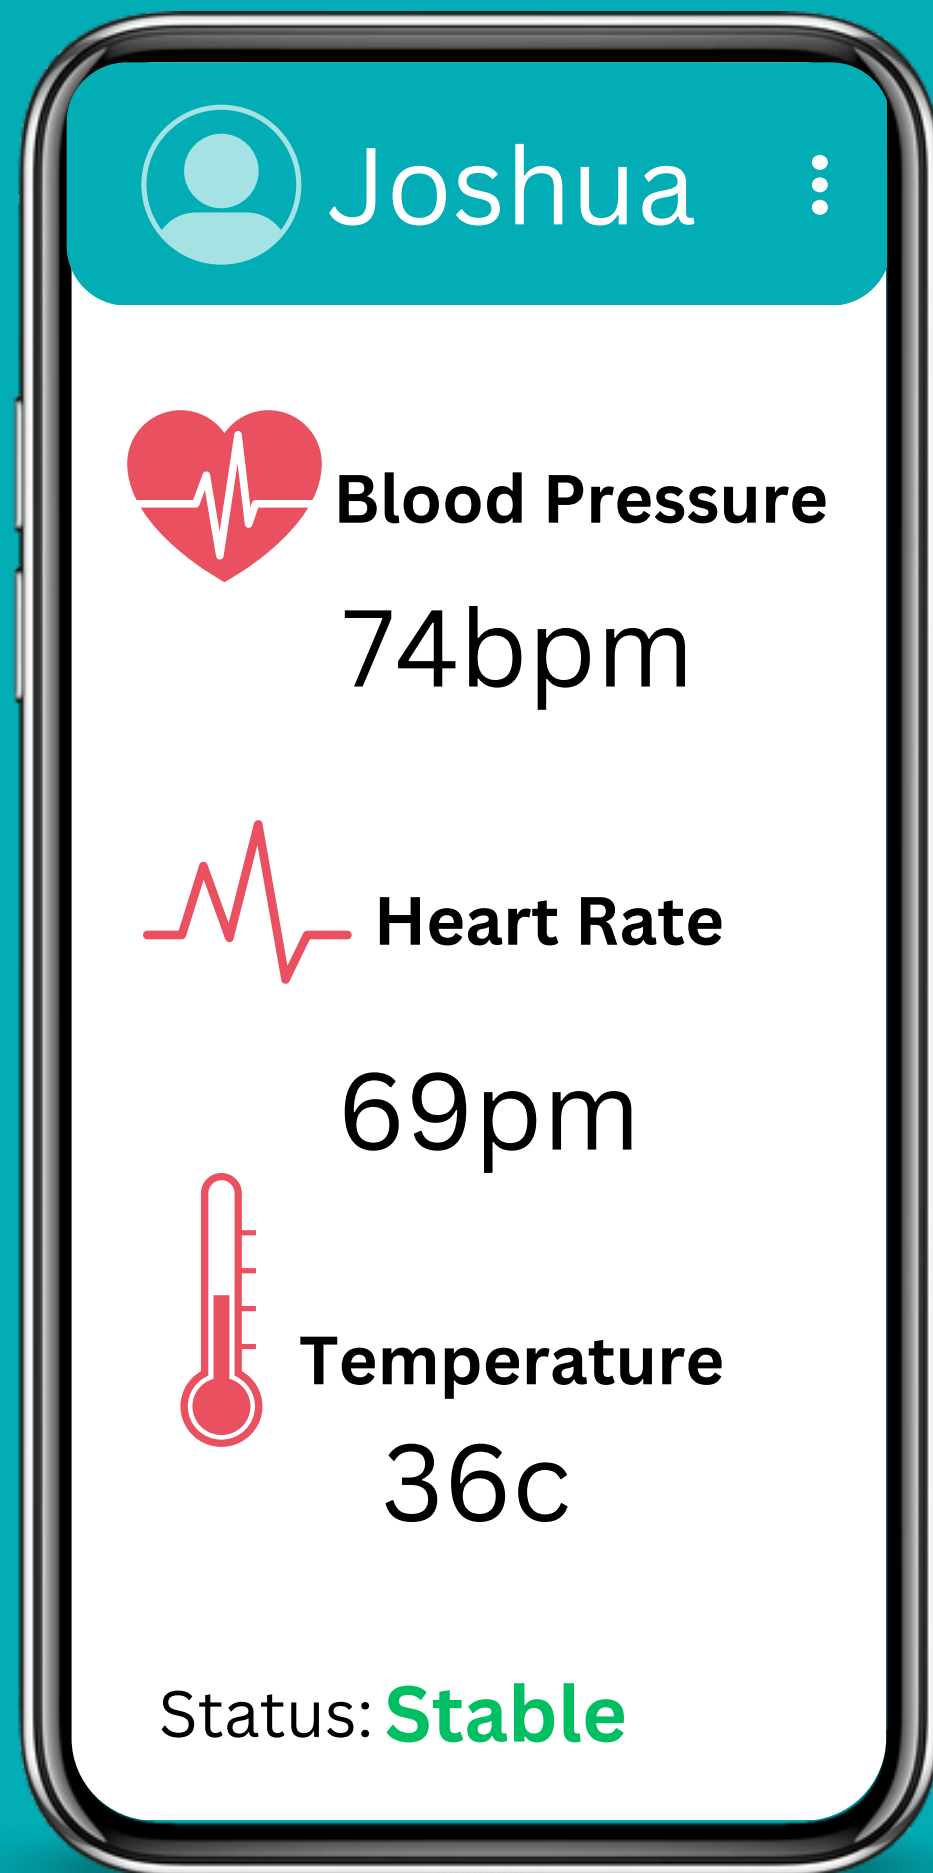 Joshua
Blood Pressure
74bpm
Heart Rate
69pm
Temperature
36c
Status: Stable